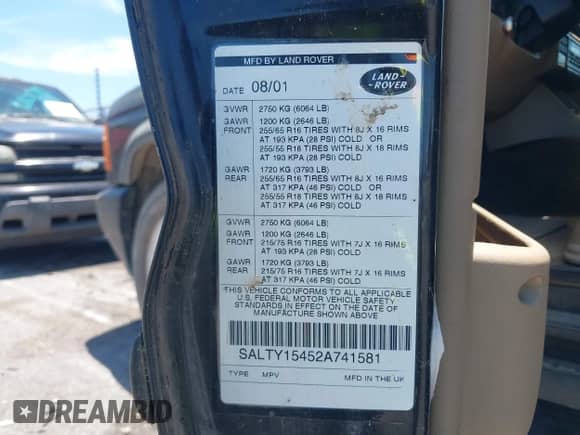 MFD BY LAND ROVER
08/01
LAND
-ROVER
GVWR 2750 KG (6064 LB)
GAWR 1200 KG (2646 LB)
FRONT 255/65 R16 TIRES WITH 8J X 16 RIMS
AT 193 KPA (28 PSI) COLD OR
255/55 R18 TIRES WITH 8J X 18 RIMS
AT 193 KPA (28 PSI) COLD
GAWR 1720 KG (3793 LB)
REAR 255/65 R16 TIRES WITH 8J X 16 RIMS
AT 317 KPA (46 PSI) COLD OR
255/55 R18 TIRES WITH 8J X 18 RIMS
AT 317 KPA (46 PSI) COLD
GVWR 2750 KG (6064 LB)
GAWR 1200 KG (2646 LB)
FRONT 215/75 R16 TIRES WITH 7J X 16 RIMS
AT 193 KPA (28 PSI) COLD
GAWR 1720 KG (3793 LB)
REAR 215/75 R16 TIRES WITH 7J X 16 RIMS
AT 317 KPA (46 PSI) COLD
THIS VEHICLE CONFORMS TO ALL APPLICABLE
U.S. FEDERAL MOTOR VEHICLE SAFETY
STANDARDS IN EFFECT ON THE DATE OF
MANUFACTURE SHOWN ABOVE
SALTY15452A741581
TYPE MPV MFD IN THE UK
DREAMBID